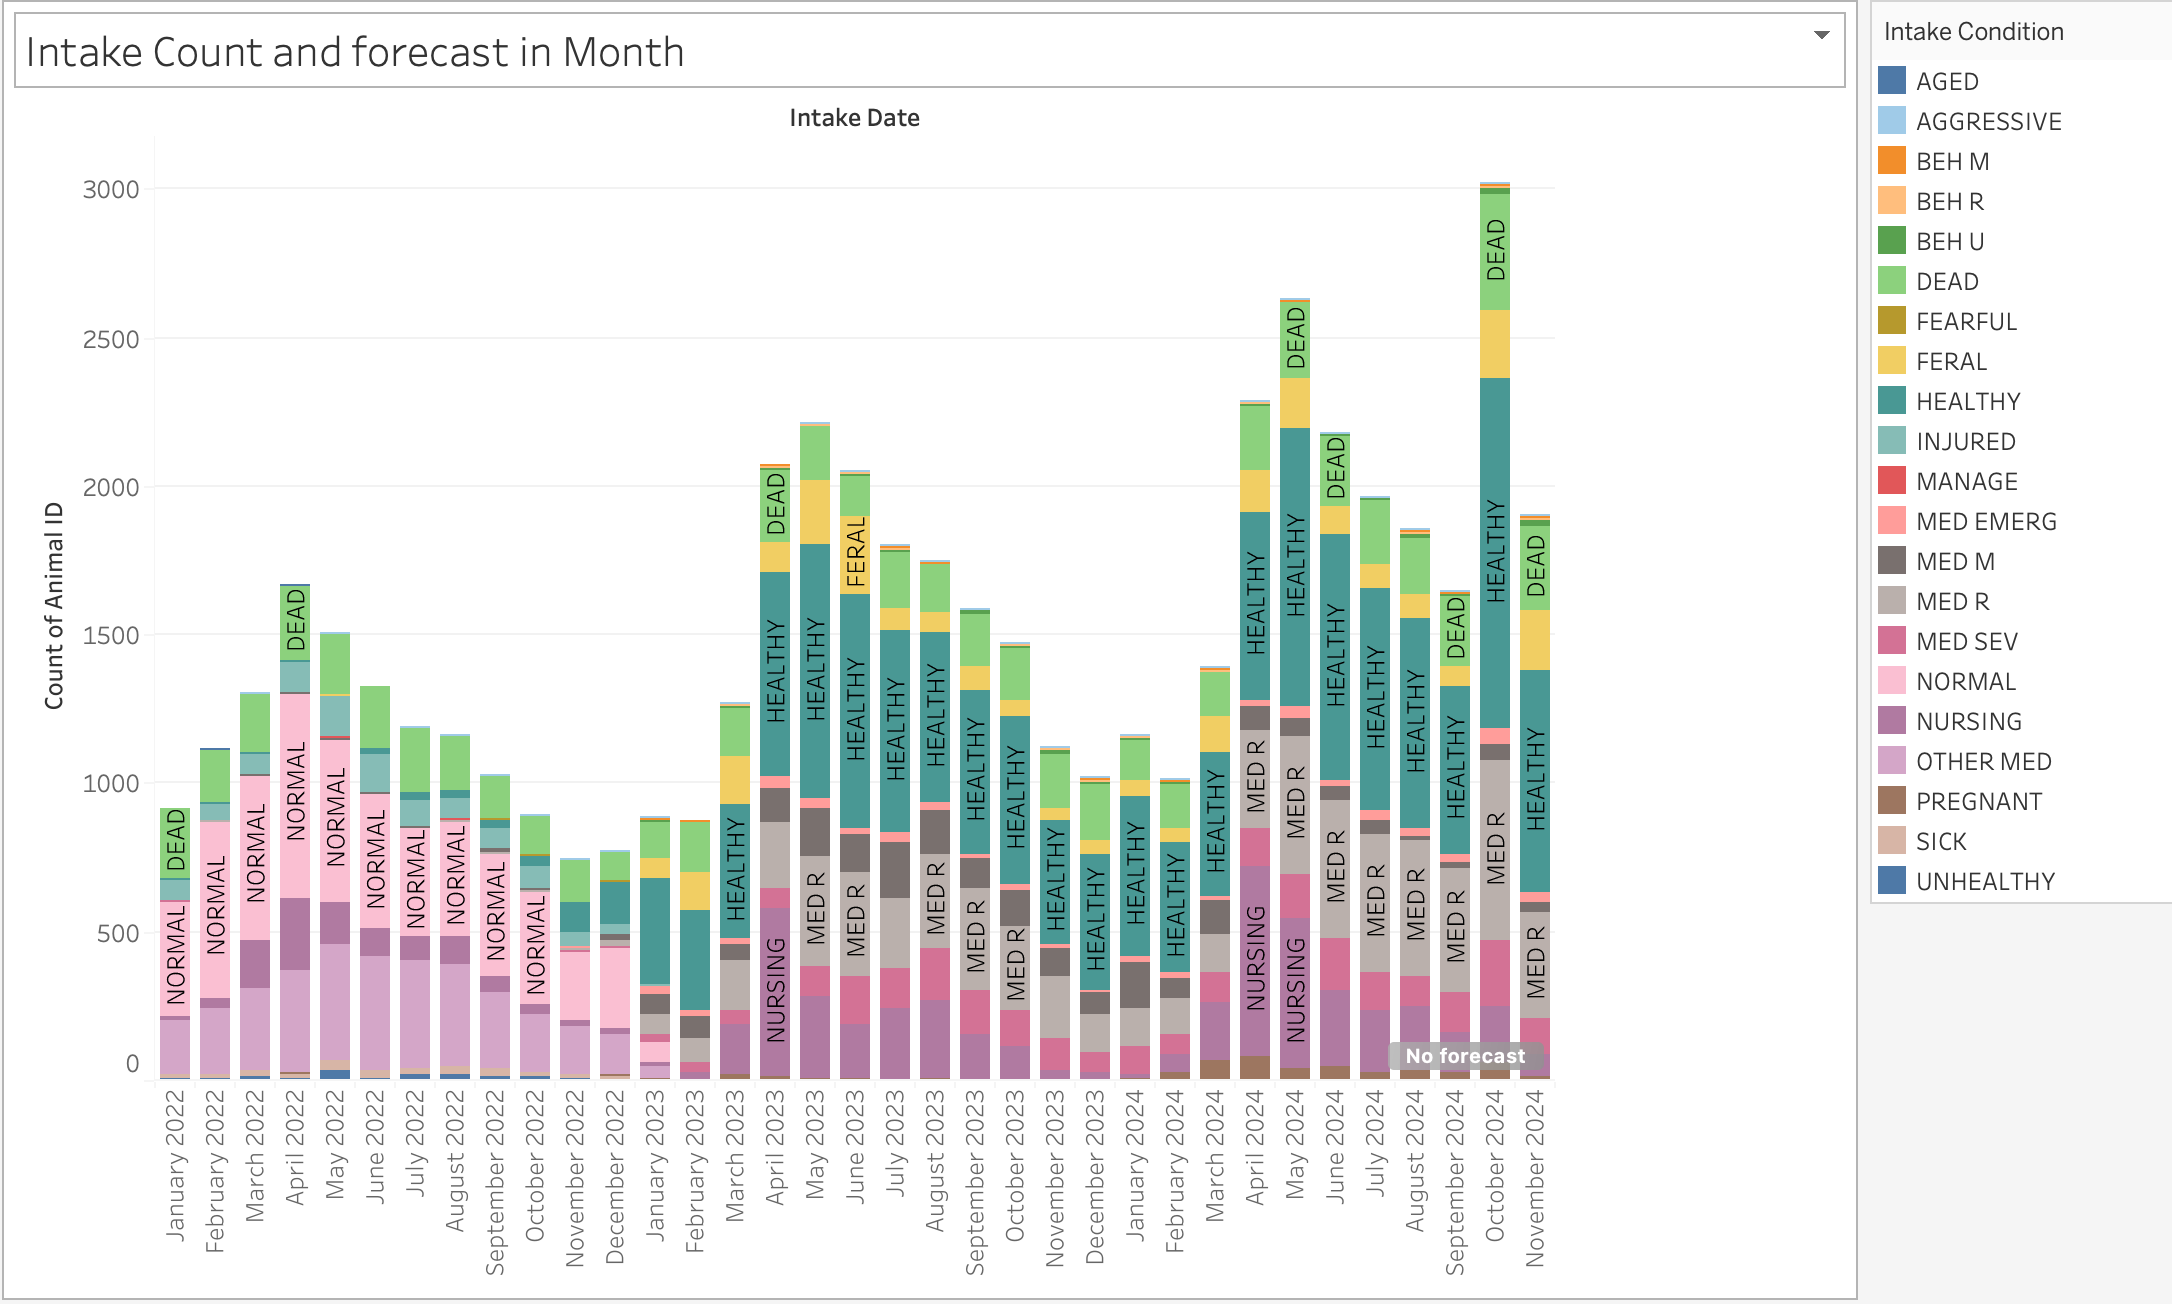 Intake Count and forecast in Month
Intake Date
Count of Animal ID
3000
2500
2000
1500
1000
500
0
NORMAL
DEAD
NORMAL
NORMAL
NORMAL
DEAD
NORMAL
NORMAL
NORMAL
NORMAL
NORMAL
NORMAL
HEALTHY
NURSING
HEALTHY
DEAD
MED R
HEALTHY
MED R
HEALTHY
FERAL
HEALTHY
MED R
HEALTHY
MED R
HEALTHY
MED R
HEALTHY
HEALTHY
HEALTHY
HEALTHY
HEALTHY
HEALTHY
NURSING
MED R
HEALTHY
NURSING
MED R
HEALTHY
DEAD
MED R
HEALTHY
DEAD
MED R
HEALTHY
MED R
HEALTHY
MED R
HEALTHY
DEAD
MED R
HEALTHY
DEAD
MED R
HEALTHY
DEAD
No forecast
January 2022
February 2022
March 2022
April 2022
May 2022
June 2022
July 2022
August 2022
September 2022
October 2022
November 2022
December 2022
January 2023
February 2023
March 2023
April 2023
May 2023
June 2023
July 2023
August 2023
September 2023
October 2023
November 2023
December 2023
January 2024
February 2024
March 2024
April 2024
May 2024
June 2024
July 2024
August 2024
September 2024
October 2024
November 2024
Intake Condition
AGED
AGGRESSIVE
BEH M
BEH R
BEH U
DEAD
FEARFUL
FERAL
HEALTHY
INJURED
MANAGE
MED EMERG
MED M
MED R
MED SEV
NORMAL
NURSING
OTHER MED
PREGNANT
SICK
UNHEALTHY